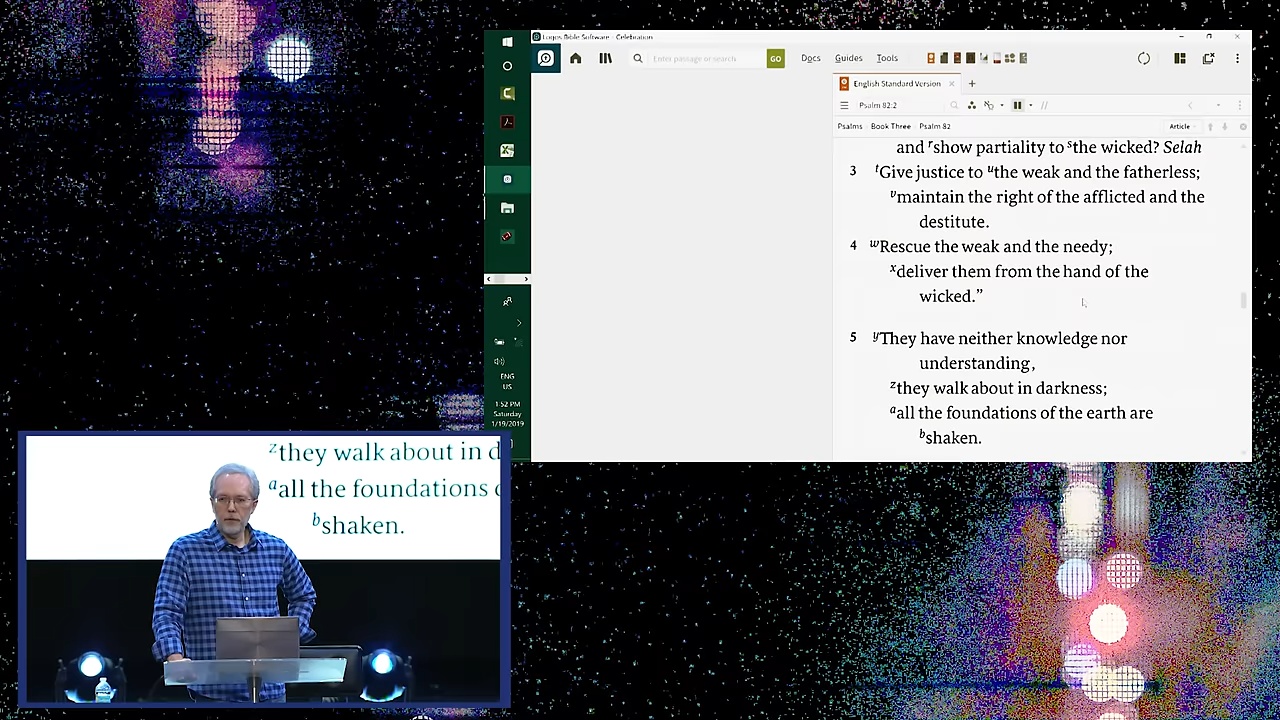 Logos Bible Software - Celebration
Enter passage or search
GO
Docs
Guides
Tools
English Standard Version
Psalm 82:2
Psalms Book Three Psalm 82
Article
and ʳshow partiality to ˢthe wicked? Selah
3 ᵗGive justice to ᵘthe weak and the fatherless;
ᵛmaintain the right of the afflicted and the
destitute.
4 ʷRescue the weak and the needy;
ˣdeliver them from the hand of the
wicked.”
5 ʸThey have neither knowledge nor
understanding,
ᶻthey walk about in darkness;
ᵃall the foundations of the earth are
ᵇshaken.
ENG
US
1:52 PM
Saturday
1/19/2019
ᶻthey walk about in d
ᵃall the foundations
ᵇshaken.